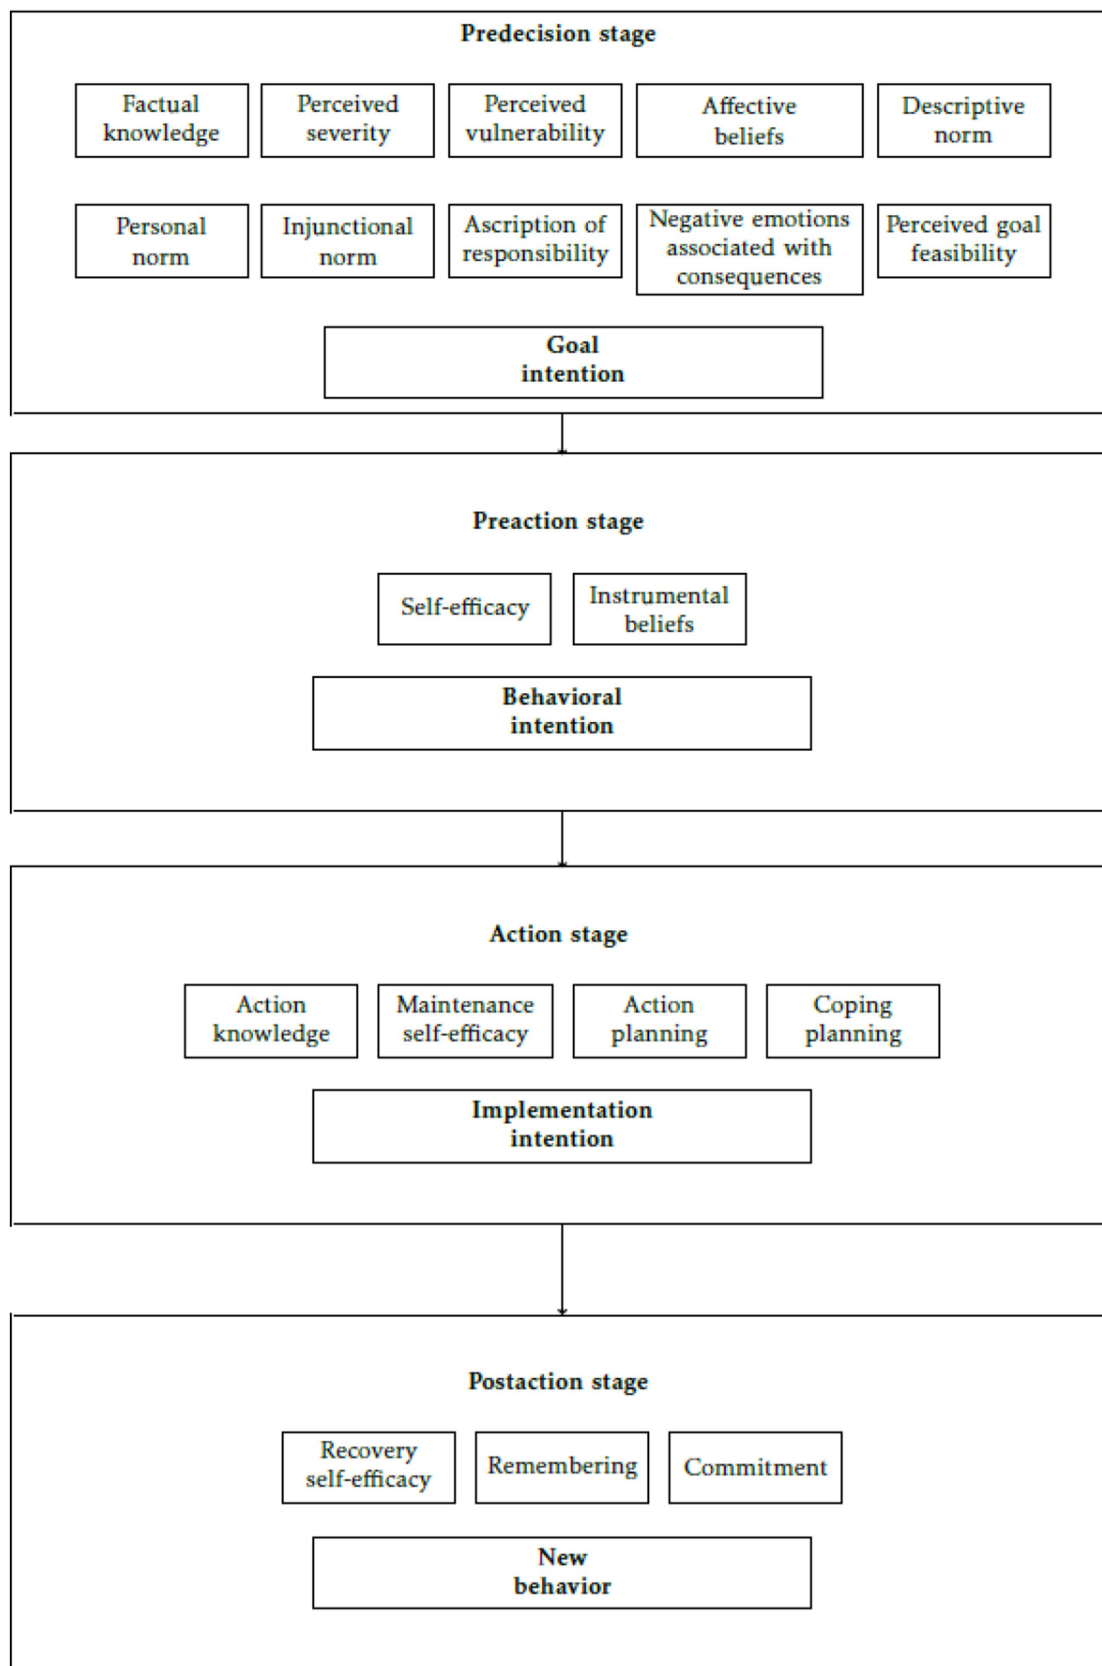 Predecision stage
Factual
knowledge
Perceived
severity
Perceived
vulnerability
Affective
beliefs
Descriptive
norm
Personal
norm
Injunctional
norm
Ascription of
responsibility
Negative emotions
associated with
consequences
Perceived goal
feasibility
Goal
intention
Preaction stage
Self-efficacy
Instrumental
beliefs
Behavioral
intention
Action stage
Action
knowledge
Maintenance
self-efficacy
Action
planning
Coping
planning
Implementation
intention
Postaction stage
Recovery
self-efficacy
Remembering
Commitment
New
behavior